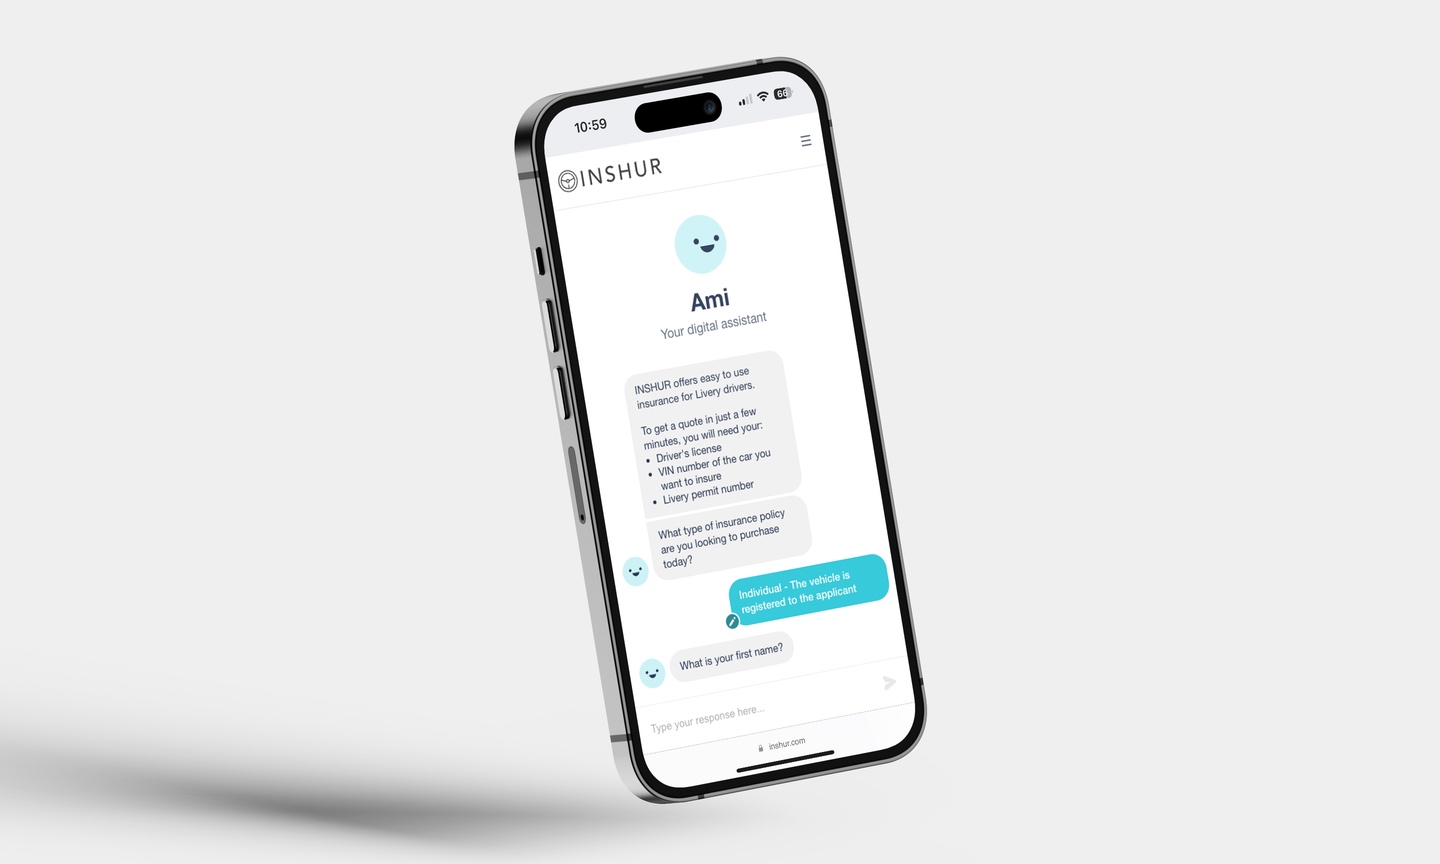 10:59
66
INSHUR
Ami
Your digital assistant
INSHUR offers easy to use
insurance for Livery drivers.
To get a quote in just a few
minutes, you will need your:
• Driver's license
• VIN number of the car you
want to insure
• Livery permit number
What type of insurance policy
are you looking to purchase
today?
Individual - The vehicle is
registered to the applicant
What is your first name?
Type your response here...
inshur.com